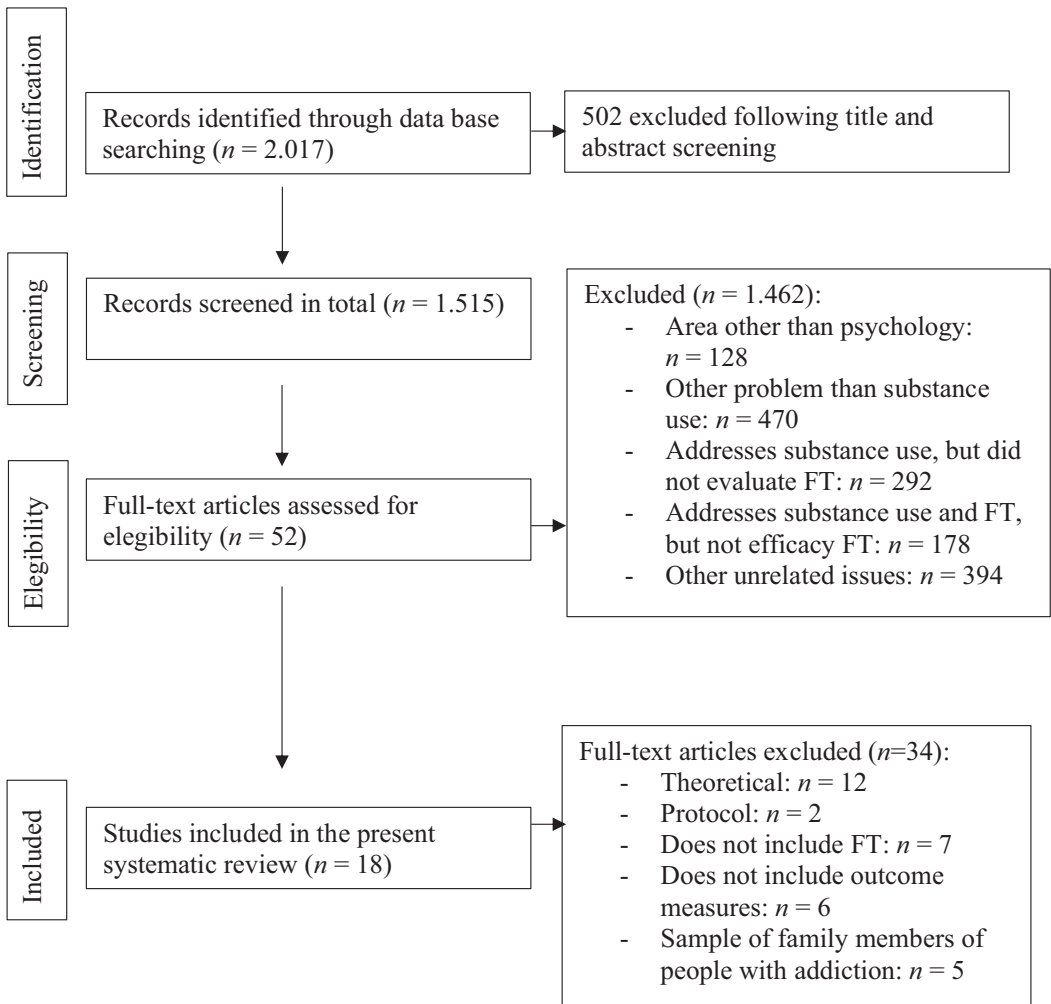 Identification
Records identified through data base
searching (n = 2.017)
502 excluded following title and
abstract screening
Screening
Records screened in total (n = 1.515)
Excluded (n = 1.462):
- Area other than psychology:
n = 128
- Other problem than substance
use: n = 470
- Addresses substance use, but did
not evaluate FT: n = 292
- Addresses substance use and FT,
but not efficacy FT: n = 178
- Other unrelated issues: n = 394
Elegibility
Full-text articles assessed for
elegibility (n = 52)
Included
Studies included in the present
systematic review (n = 18)
Full-text articles excluded (n=34):
- Theoretical: n = 12
- Protocol: n = 2
- Does not include FT: n = 7
- Does not include outcome
measures: n = 6
- Sample of family members of
people with addiction: n = 5